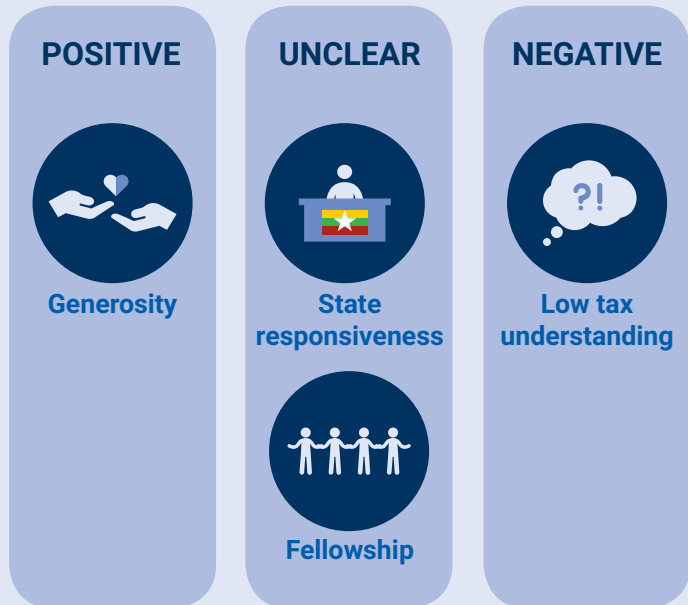 POSITIVE
Generosity
UNCLEAR
State
responsiveness
Fellowship
NEGATIVE
?!
Low tax
understanding